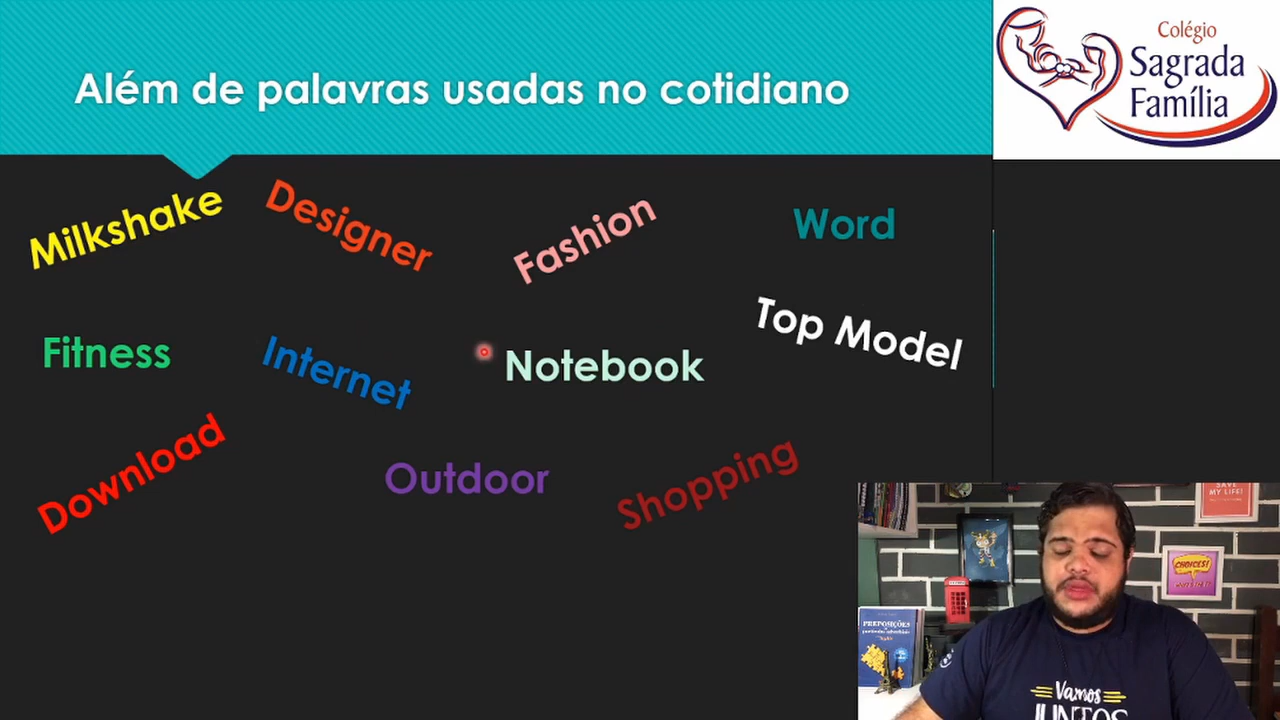 Além de palavras usadas no cotidiano
Colégio
Sagrada
Família
Milkshake
Designer
Fashion
Word
Fitness
Internet
Notebook
Top Model
Download
Outdoor
Shopping
SAVE
MY LIFE!
CHOICES!
PREPOSIÇÕES
Vamos
JUNTOS